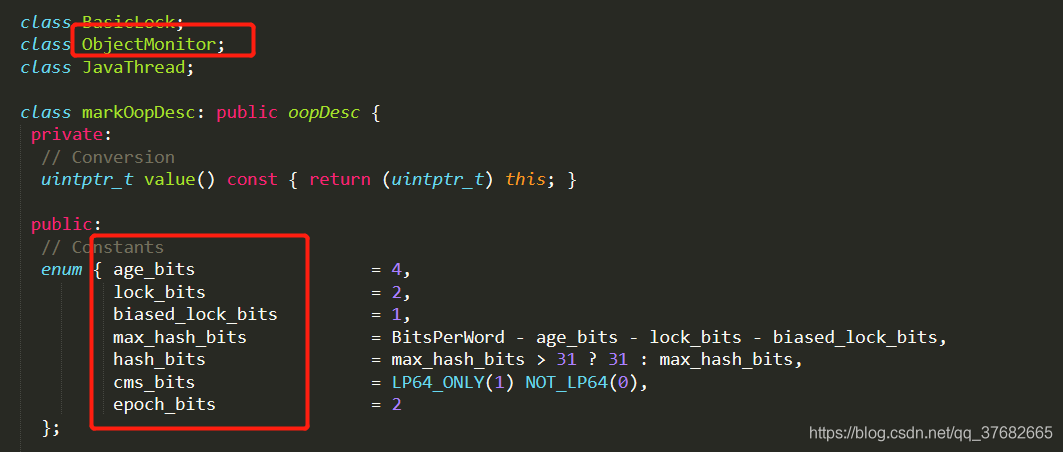 class BasicLock;
class ObjectMonitor;
class JavaThread;
class markOopDesc: public oopDesc {
private:
// Conversion
uintptr_t value() const { return (uintptr_t) this; }
public:
// Constants
enum { age_bits = 4,
lock_bits = 2,
biased_lock_bits = 1,
max_hash_bits = BitsPerWord - age_bits - lock_bits - biased_lock_bits,
hash_bits = max_hash_bits > 31 ? 31 : max_hash_bits,
cms_bits = LP64_ONLY(1) NOT_LP64(0),
epoch_bits = 2
};
https://blog.csdn.net/qq_37682665